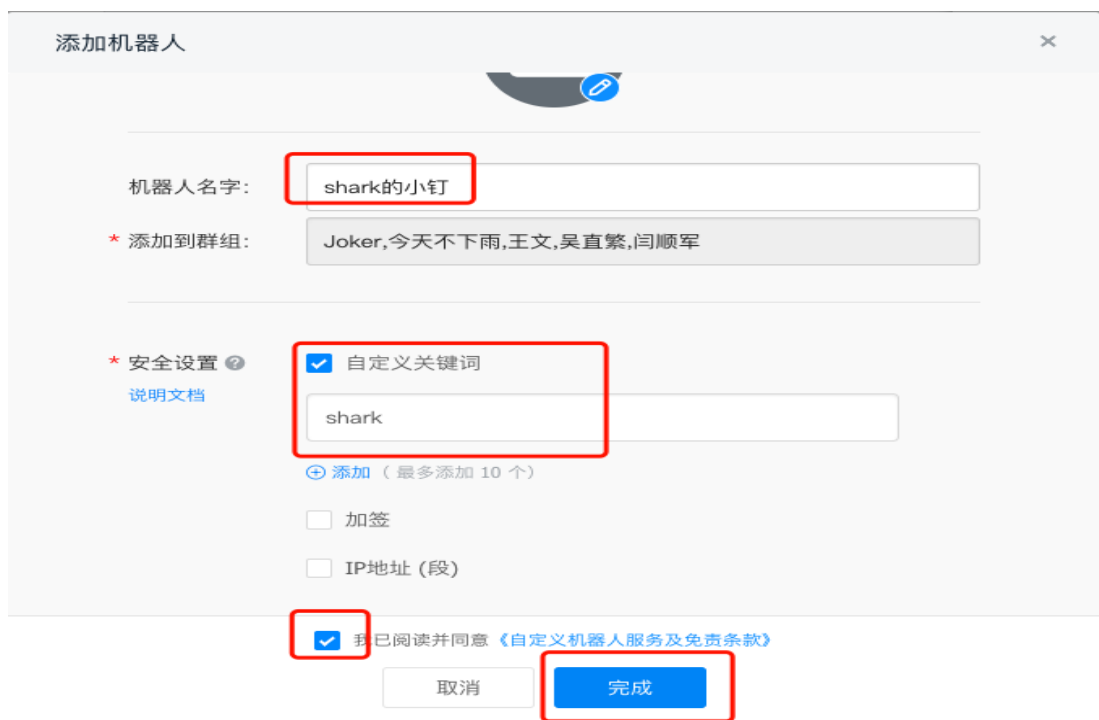 添加机器人
机器人名字: shark的小钉
* 添加到群组: Joker,今天不下雨,王文,吴直繁,闫顺军
* 安全设置 自定义关键词
说明文档
shark
添加 ( 最多添加 10 个)
加签
IP地址 (段)
我已阅读并同意《自定义机器人服务及免责条款》
取消 完成